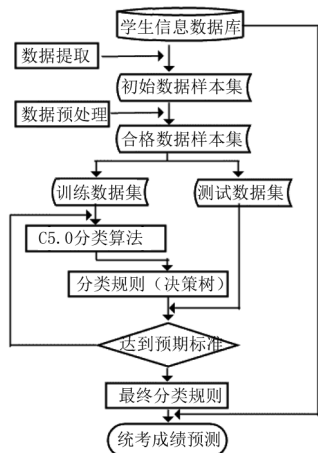 学生信息数据库
数据提取
初始数据样本集
数据预处理
合格数据样本集
训练数据集
测试数据集
C5.0分类算法
分类规则（决策树）
达到预期标准
最终分类规则
统考成绩预测